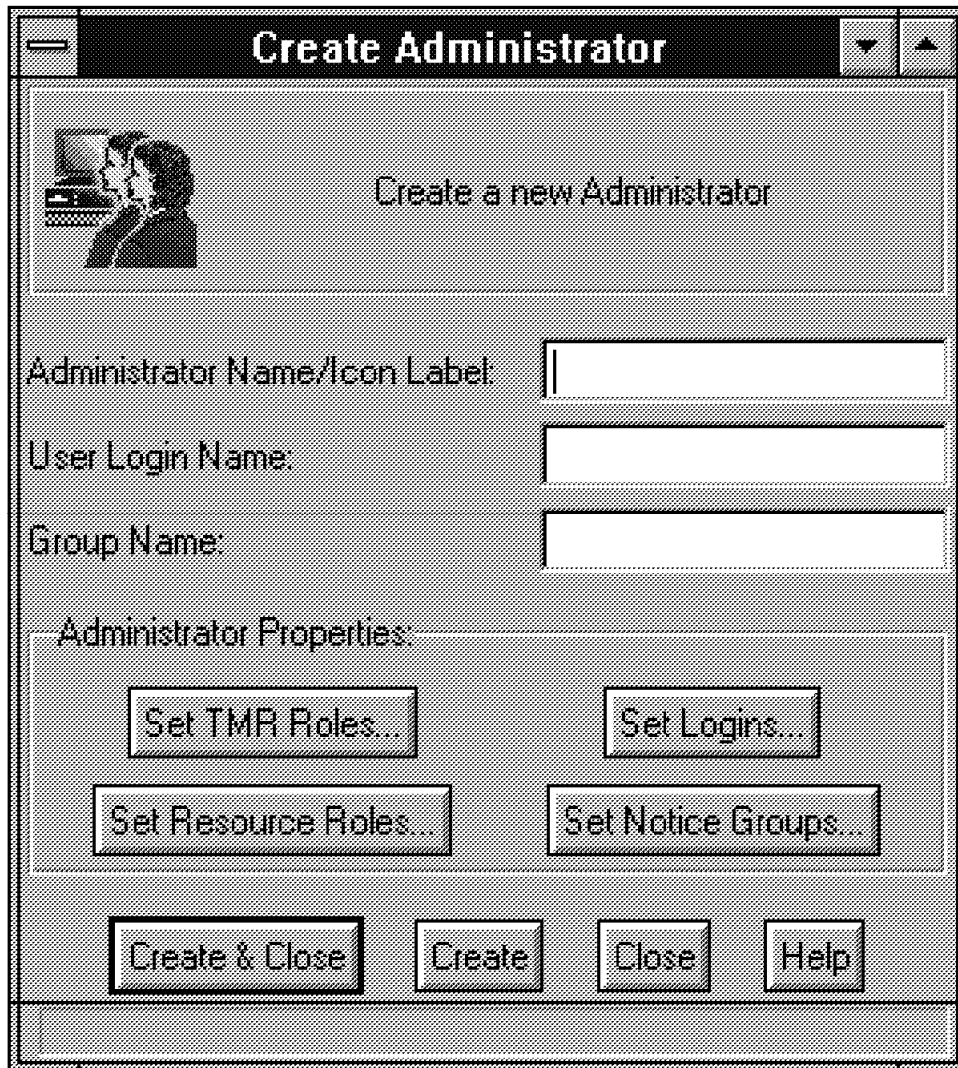 Create Administrator
Create a new Administrator
Administrator Name/Icon Label:
User Login Name:
Group Name:
Administrator Properties:
Set TMR Roles...
Set Logins...
Set Resource Roles...
Set Notice Groups...
Create & Close
Create
Close
Help